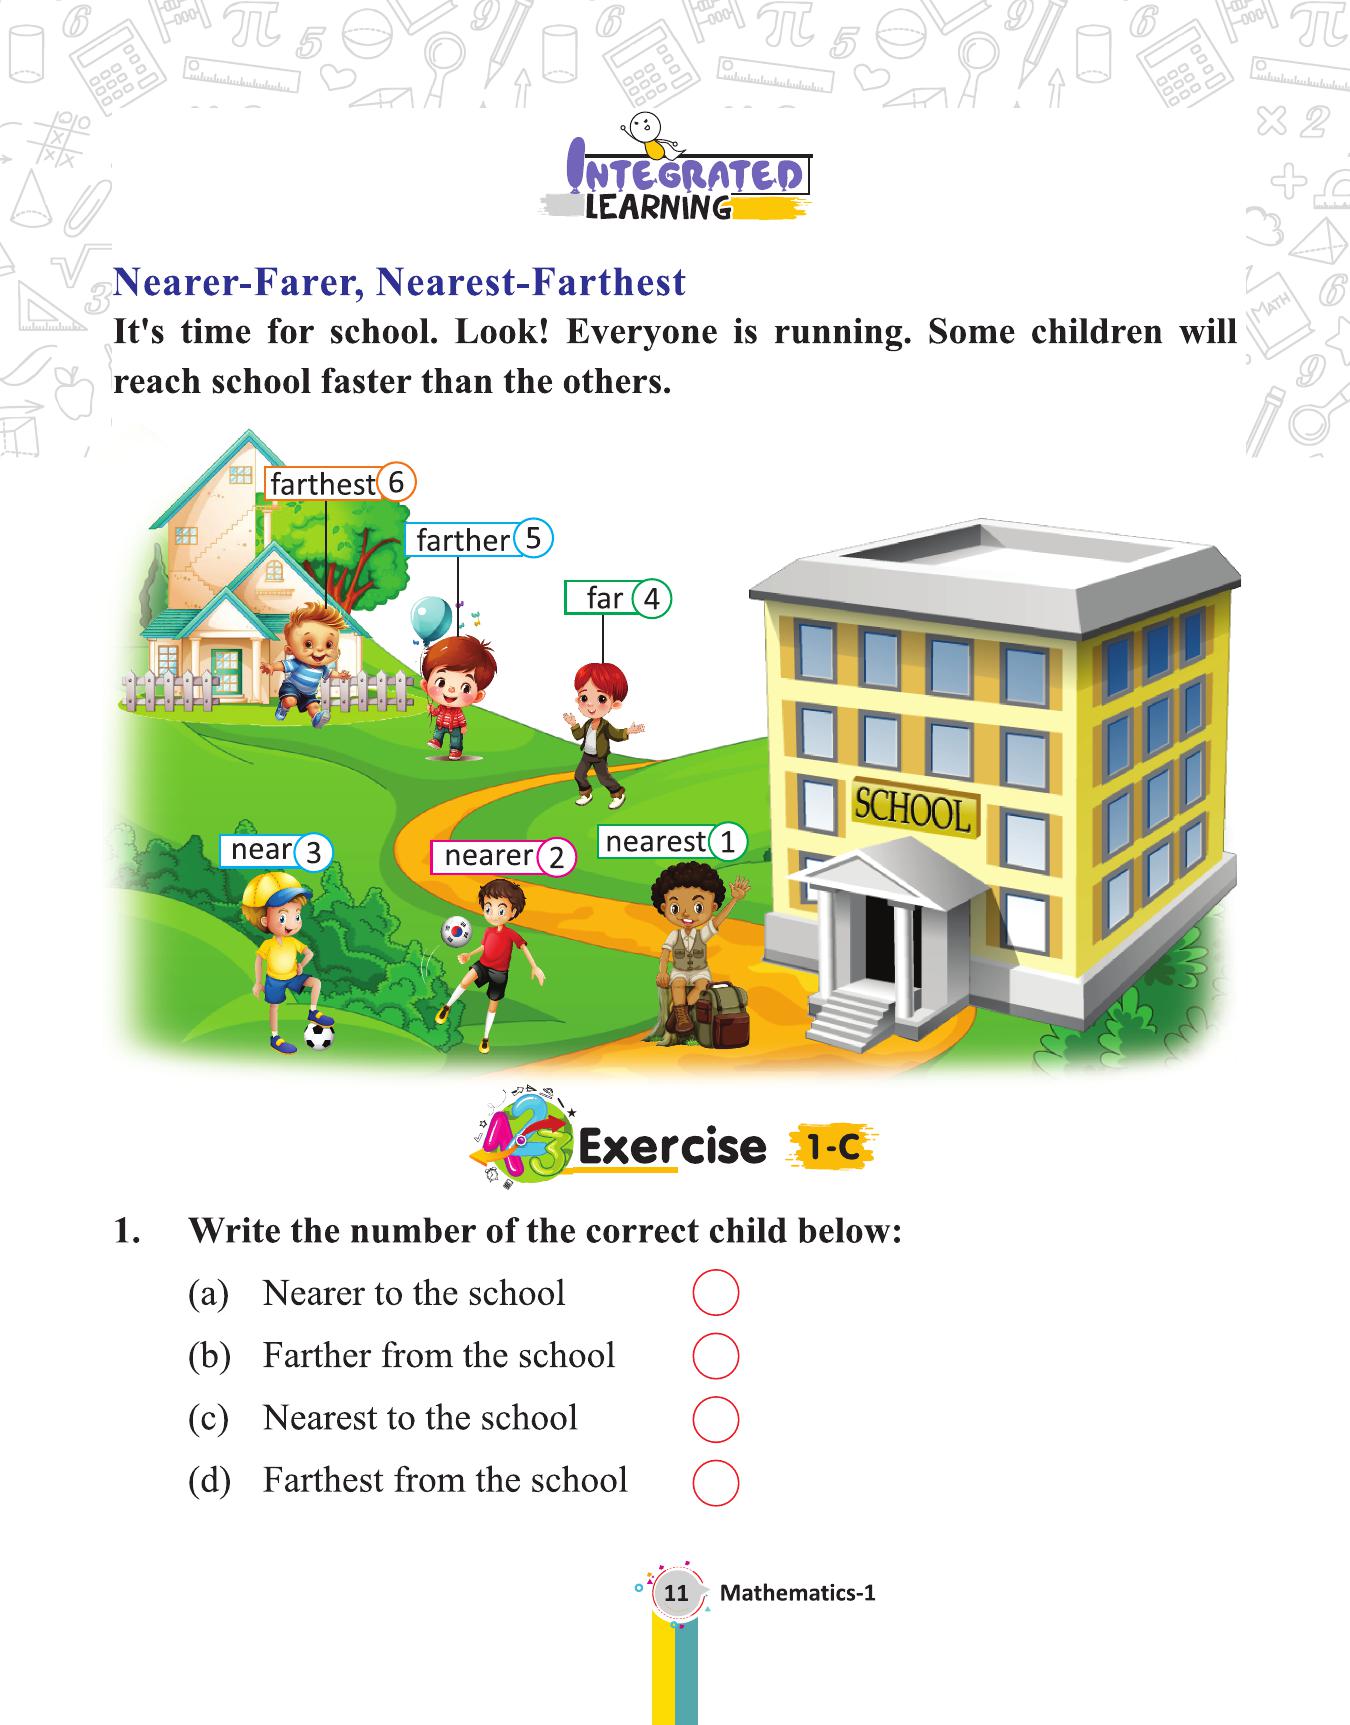 INTEGRATED
LEARNING
Nearer-Farer, Nearest-Farthest
It's time for school. Look! Everyone is running. Some children will
reach school faster than the others.
farthest 6
farther 5
far 4
SCHOOL
near 3
nearer 2
nearest 1
Exercise 1-C
1. Write the number of the correct child below:
(a) Nearer to the school
(b) Farther from the school
(c) Nearest to the school
(d) Farthest from the school
11 Mathematics-1